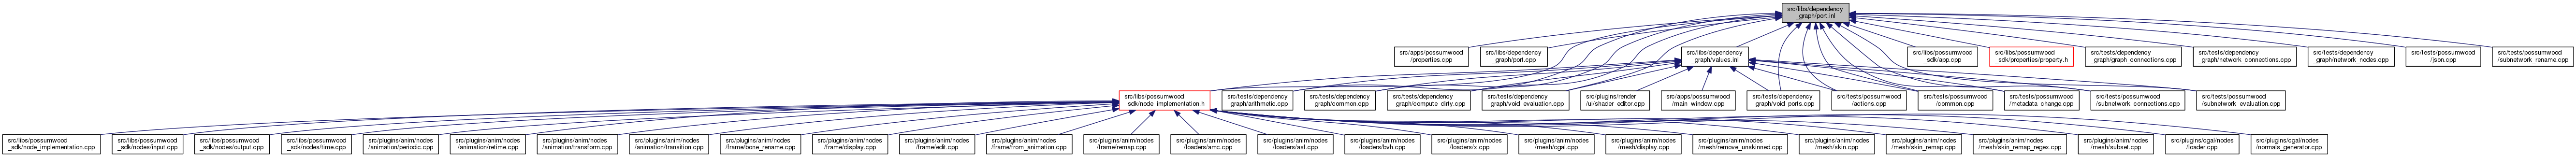 src/libs/dependency
_graph/port.inl
src/apps/possumwood
/properties.cpp
src/libs/dependency
_graph/port.cpp
src/libs/dependency
_graph/values.inl
src/libs/possumwood
_sdk/app.cpp
src/libs/possumwood
_sdk/properties/property.h
src/tests/dependency
_graph/graph_connections.cpp
src/tests/dependency
_graph/network_connections.cpp
src/tests/dependency
_graph/network_nodes.cpp
src/tests/possumwood
/json.cpp
src/tests/possumwood
/subnetwork_rename.cpp
src/libs/possumwood
_sdk/node_implementation.h
src/tests/dependency
_graph/arithmetic.cpp
src/tests/dependency
_graph/common.cpp
src/tests/dependency
_graph/compute_dirty.cpp
src/tests/dependency
_graph/void_evaluation.cpp
src/plugins/render
/ui/shader_editor.cpp
src/apps/possumwood
/main_window.cpp
src/tests/dependency
_graph/void_ports.cpp
src/tests/possumwood
/actions.cpp
src/tests/possumwood
/common.cpp
src/tests/possumwood
/metadata_change.cpp
src/tests/possumwood
/subnetwork_connections.cpp
src/tests/possumwood
/subnetwork_evaluation.cpp
src/libs/possumwood
_sdk/node_implementation.cpp
src/libs/possumwood
_sdk/nodes/input.cpp
src/libs/possumwood
_sdk/nodes/output.cpp
src/libs/possumwood
_sdk/nodes/time.cpp
src/plugins/anim/nodes
/animation/periodic.cpp
src/plugins/anim/nodes
/animation/retime.cpp
src/plugins/anim/nodes
/animation/transform.cpp
src/plugins/anim/nodes
/animation/transition.cpp
src/plugins/anim/nodes
/frame/bone_rename.cpp
src/plugins/anim/nodes
/frame/display.cpp
src/plugins/anim/nodes
/frame/edit.cpp
src/plugins/anim/nodes
/frame/from_animation.cpp
src/plugins/anim/nodes
/frame/remap.cpp
src/plugins/anim/nodes
/loaders/amc.cpp
src/plugins/anim/nodes
/loaders/asf.cpp
src/plugins/anim/nodes
/loaders/bvh.cpp
src/plugins/anim/nodes
/loaders/x.cpp
src/plugins/anim/nodes
/mesh/cgal.cpp
src/plugins/anim/nodes
/mesh/display.cpp
src/plugins/anim/nodes
/mesh/remove_unskinned.cpp
src/plugins/anim/nodes
/mesh/skin.cpp
src/plugins/anim/nodes
/mesh/skin_remap.cpp
src/plugins/anim/nodes
/mesh/skin_remap_regex.cpp
src/plugins/anim/nodes
/mesh/subset.cpp
src/plugins/cgal/nodes
/loader.cpp
src/plugins/cgal/nodes
/normals_generator.cpp